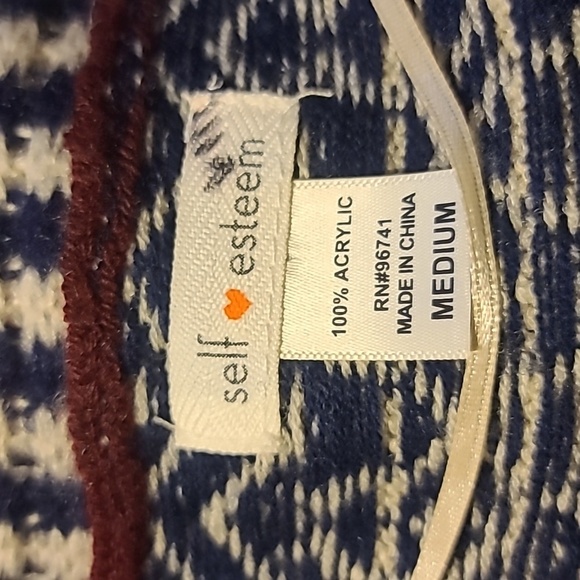 self esteem
100% ACRYLIC
RN#96741
MADE IN CHINA
MEDIUM